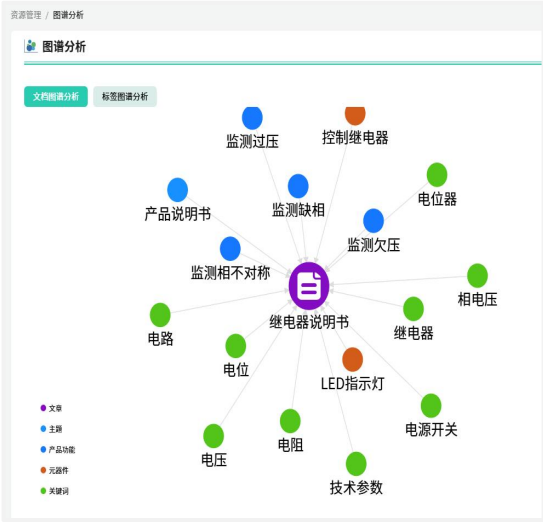 资源管理 / 图谱分析
图谱分析
文档图谱分析 标签图谱分析
监测过压
控制继电器
电位器
监测缺相
产品说明书
监测欠压
监测相不对称
相电压
继电器说明书
继电器
电路
电位
LED指示灯
电源开关
电阻
电压
技术参数
文章
主题
产品功能
元器件
关键词